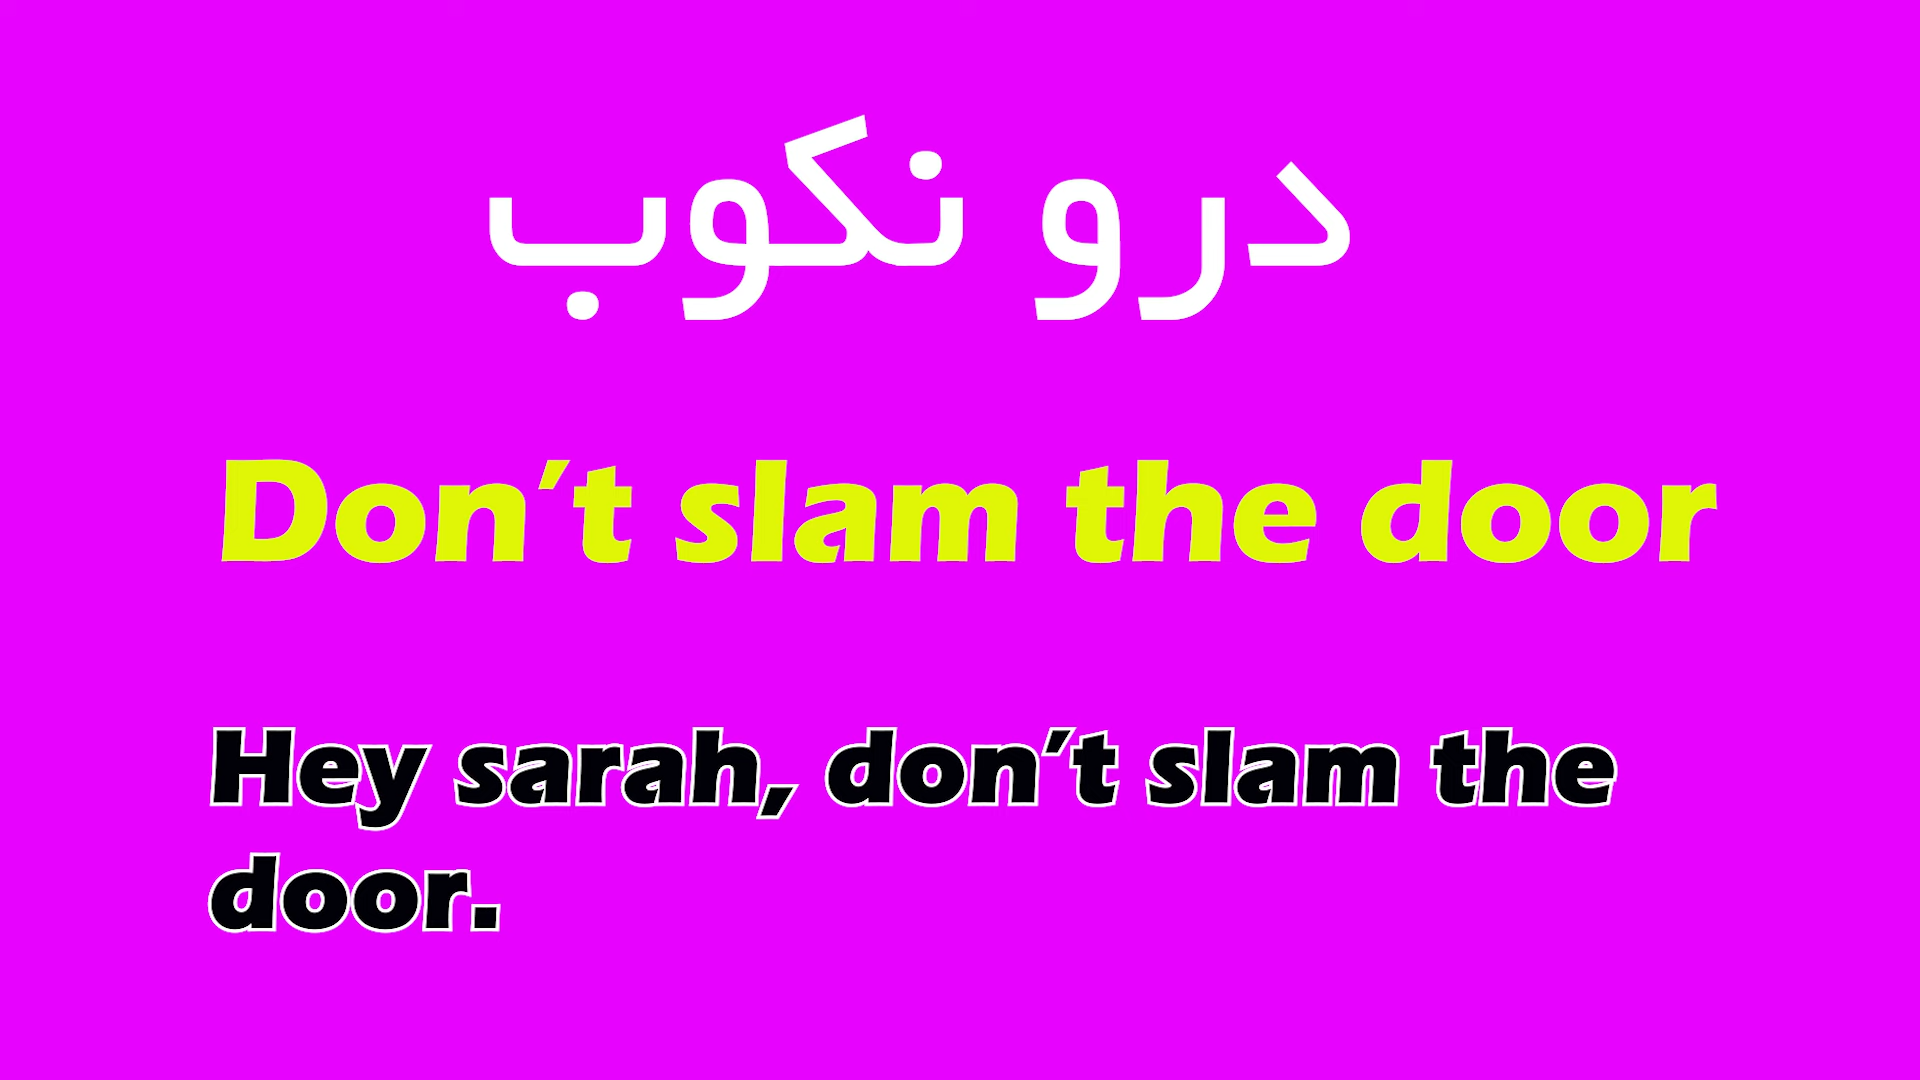 درو نکوب
Don't slam the door
Hey sarah, don't slam the
door.